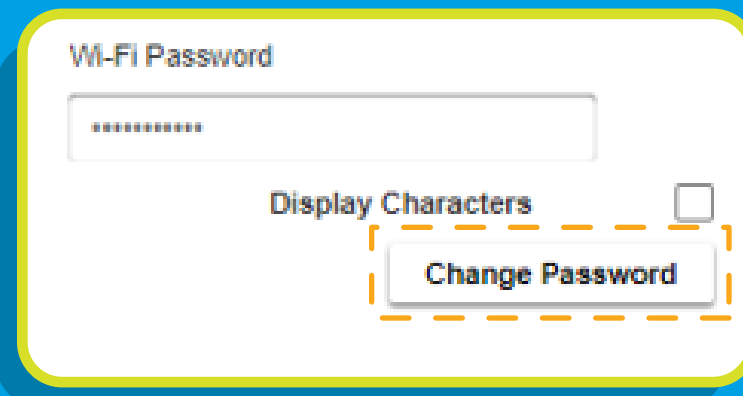 Wi-Fi Password
•••••••••••
Display Characters
Change Password